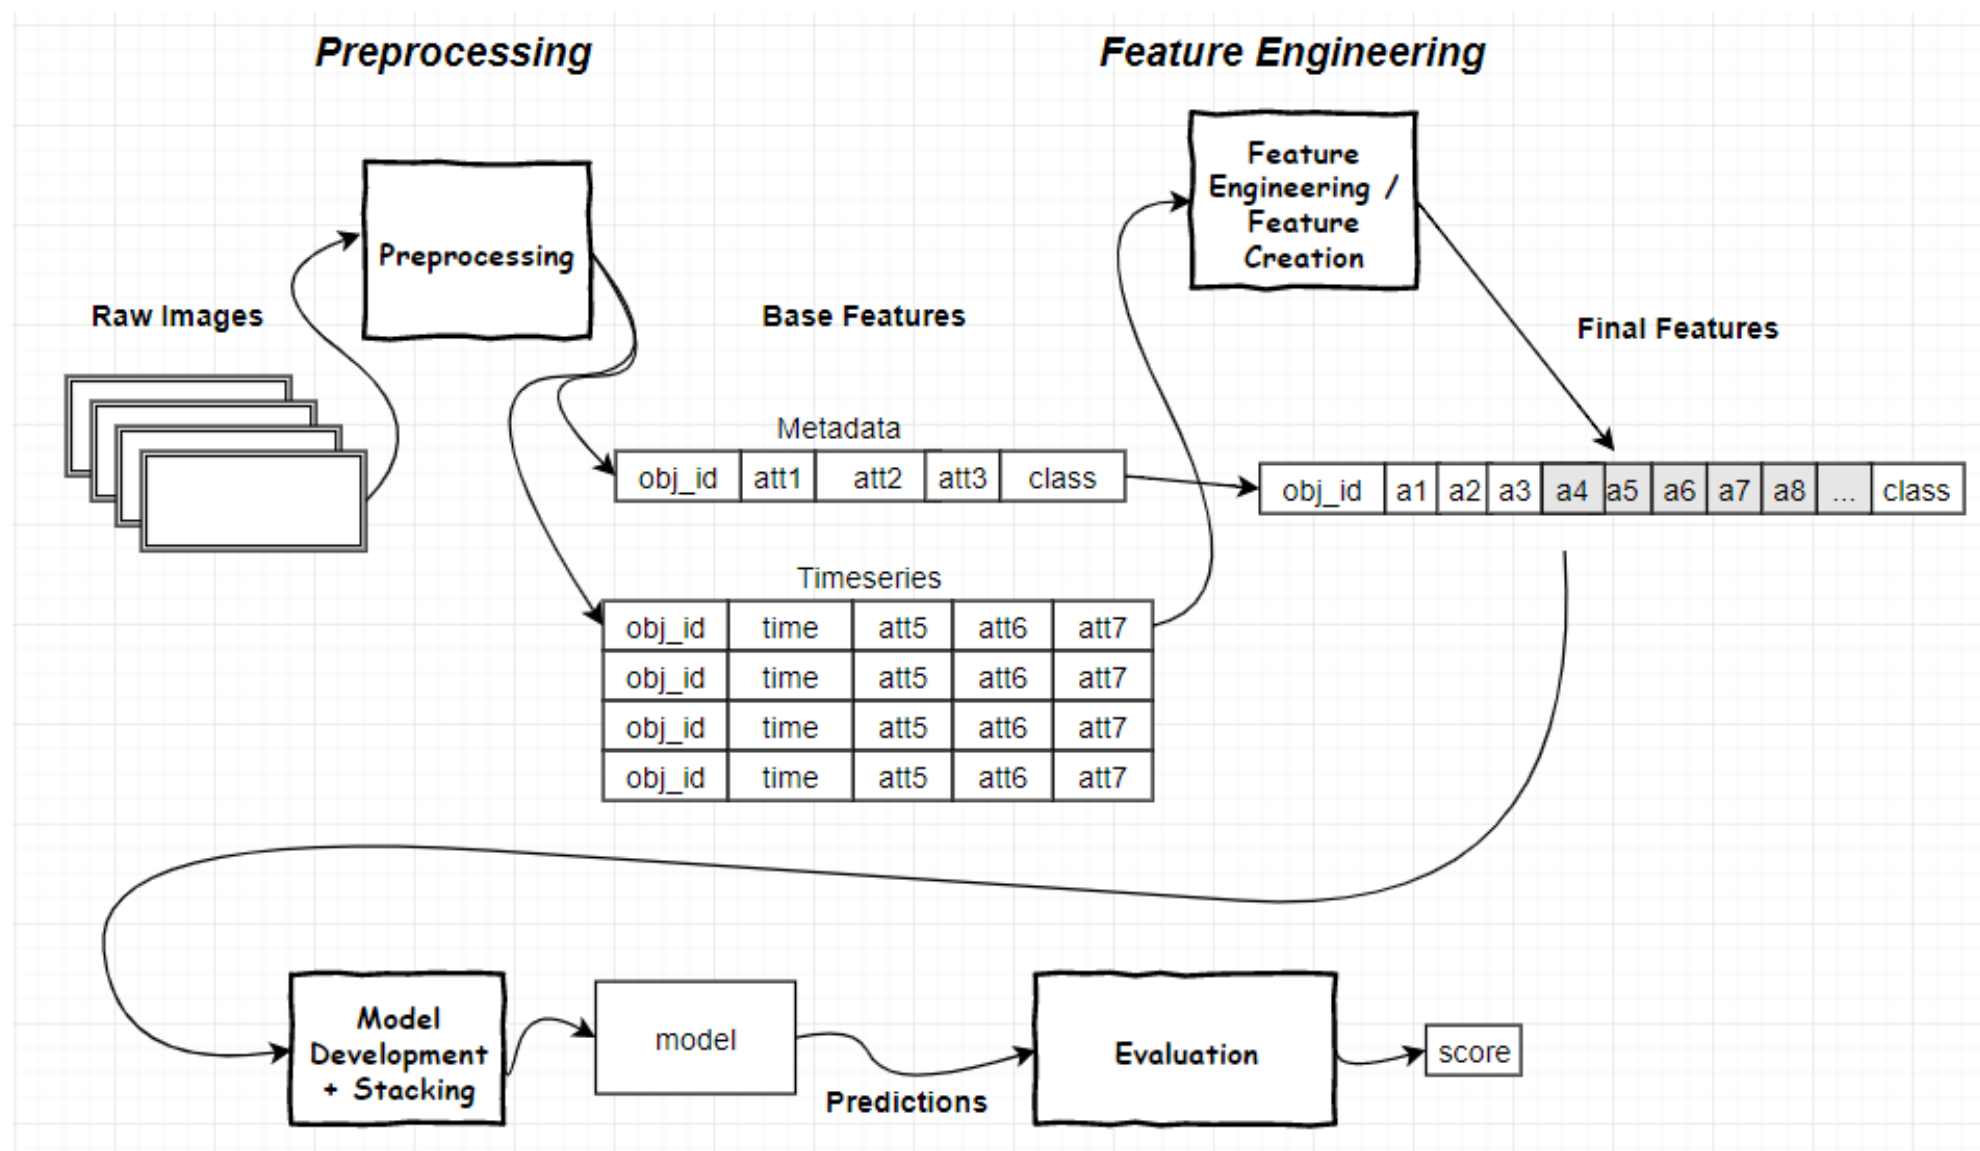 Preprocessing
Feature Engineering
Feature
Engineering /
Feature
Creation
Preprocessing
Raw Images
Base Features
Final Features
Metadata
obj_id att1 att2 att3 class
obj_id a1 a2 a3 a4 a5 a6 a7 a8 ... class
Timeseries
obj_id time att5 att6 att7
obj_id time att5 att6 att7
obj_id time att5 att6 att7
obj_id time att5 att6 att7
Model
Development
+ Stacking
model
Predictions
Evaluation
score